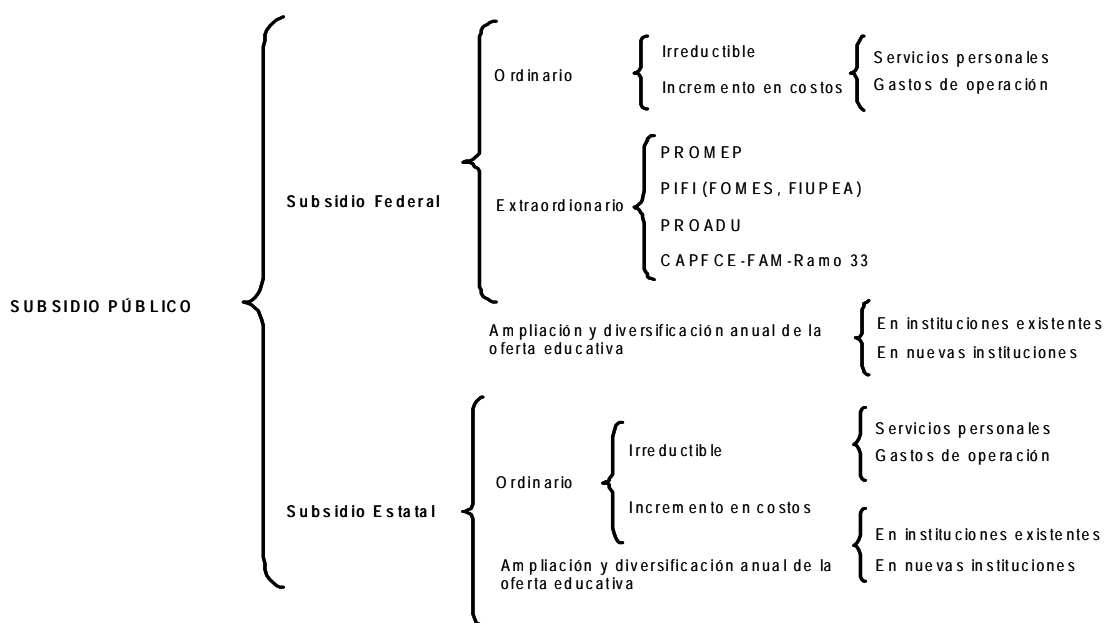 SUBSIDIO PÚBLICO
Subsidio Federal
Ordinario
Irreductible
Incremento en costos
Servicios personales
Gastos de operación
Extraordionario
PROMEP
PIFI (FOMES, FIUPEA)
PROADU
CAPFCE-FAM-Ramo 33
Ampliación y diversificación anual de la
oferta educativa
En instituciones existentes
En nuevas instituciones
Subsidio Estatal
Ordinario
Irreductible
Incremento en costos
Servicios personales
Gastos de operación
Ampliación y diversificación anual de la
oferta educativa
En instituciones existentes
En nuevas instituciones